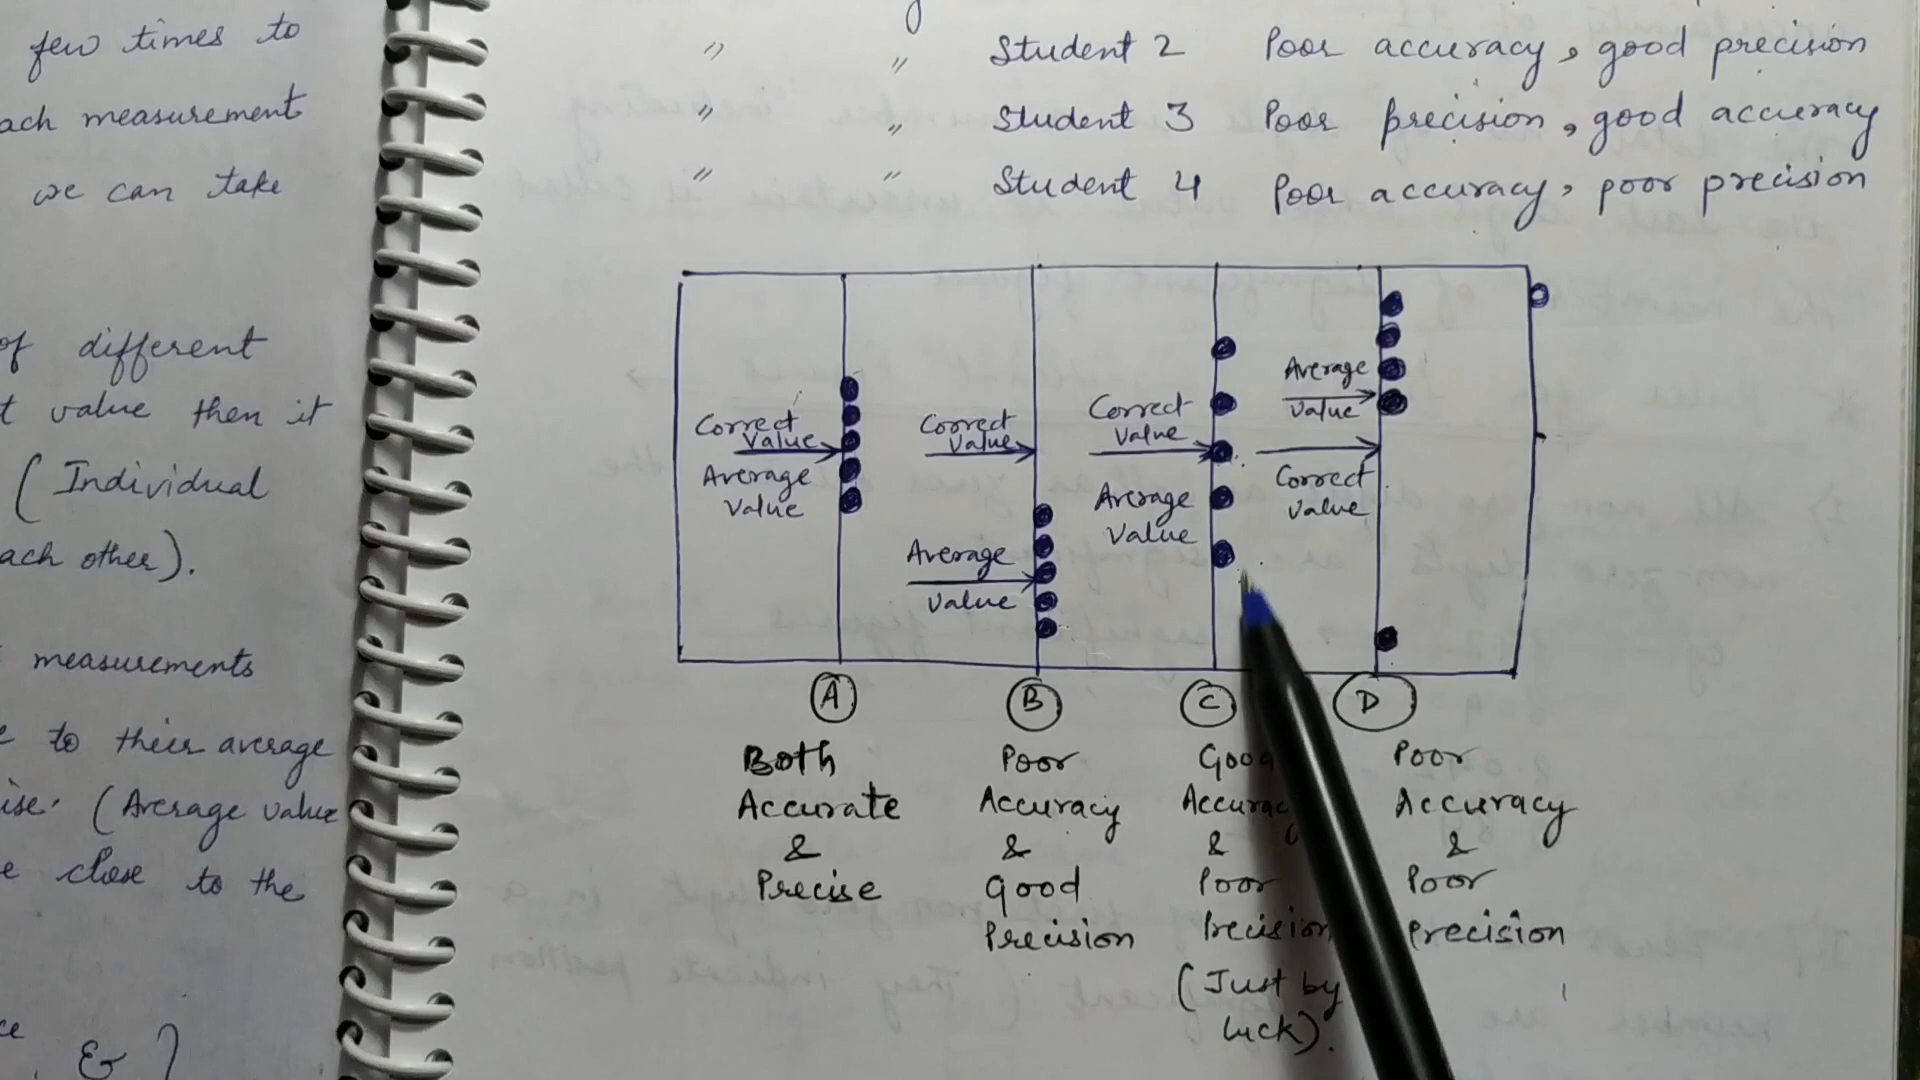 few times to
ach measurement
we can take
of different
t value then it
(Individual
ach other).
measurements
e to their average
ise. (Average value
e close to the
ce
& )
" " Student 2 Poor accuracy, good precision
" " Student 3 Poor precision, good accuracy
" " Student 4 Poor accuracy, poor precision
Correct
Value
Average
Value
Correct
Value
Average
Value
Correct
Value
Average
Value
Average
Value
Correct
Value
A B C D
Both
Accurate
&
Precise
Poor
Accuracy
&
Good
Precision
Good
Accurac
&
Poor
Precision
(Just by
luck).
Poor
Accuracy
&
Poor
Precision